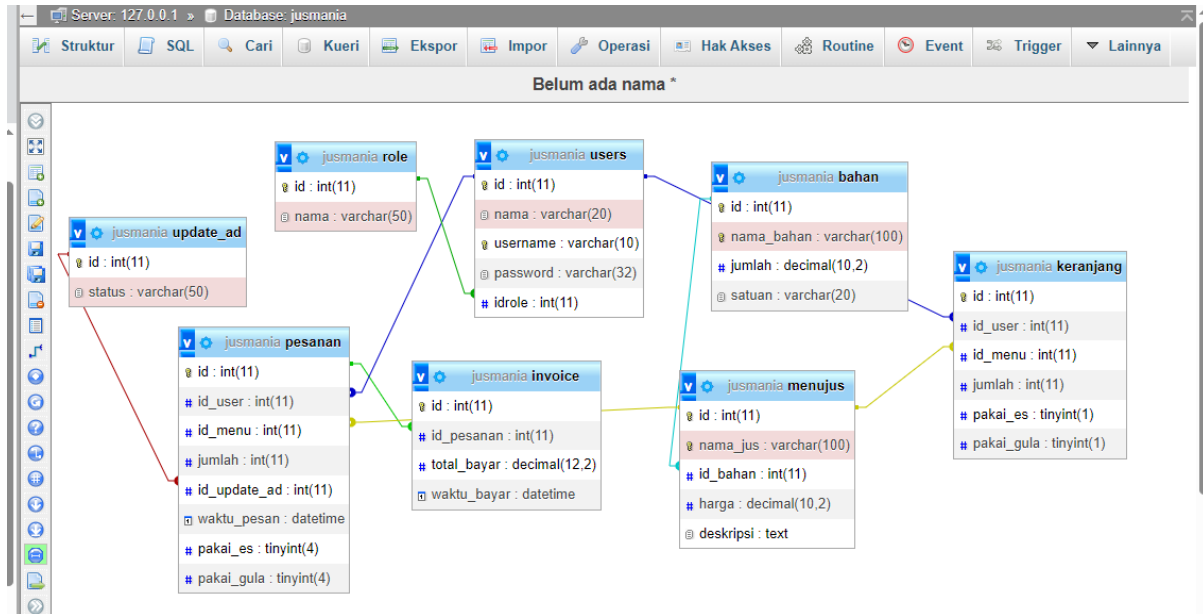 Server: 127.0.0.1 » Database: jusmania
Struktur SQL Cari Kueri Ekspor Impor Operasi Hak Akses Routine Event Trigger Lainnya
Belum ada nama *
jusmania role
id : int(11)
nama : varchar(50)
jusmania users
id : int(11)
nama : varchar(20)
username : varchar(10)
password : varchar(32)
idrole : int(11)
jusmania bahan
id : int(11)
nama_bahan : varchar(100)
jumlah : decimal(10,2)
satuan : varchar(20)
jusmania update_ad
id : int(11)
status : varchar(50)
jusmania keranjang
id : int(11)
id_user : int(11)
id_menu : int(11)
jumlah : int(11)
pakai_es : tinyint(1)
pakai_gula : tinyint(1)
jusmania pesanan
id : int(11)
id_user : int(11)
id_menu : int(11)
jumlah : int(11)
id_update_ad : int(11)
waktu_pesan : datetime
pakai_es : tinyint(4)
pakai_gula : tinyint(4)
jusmania invoice
id : int(11)
id_pesanan : int(11)
total_bayar : decimal(12,2)
waktu_bayar : datetime
jusmania menujus
id : int(11)
nama_jus : varchar(100)
id_bahan : int(11)
harga : decimal(10,2)
deskripsi : text